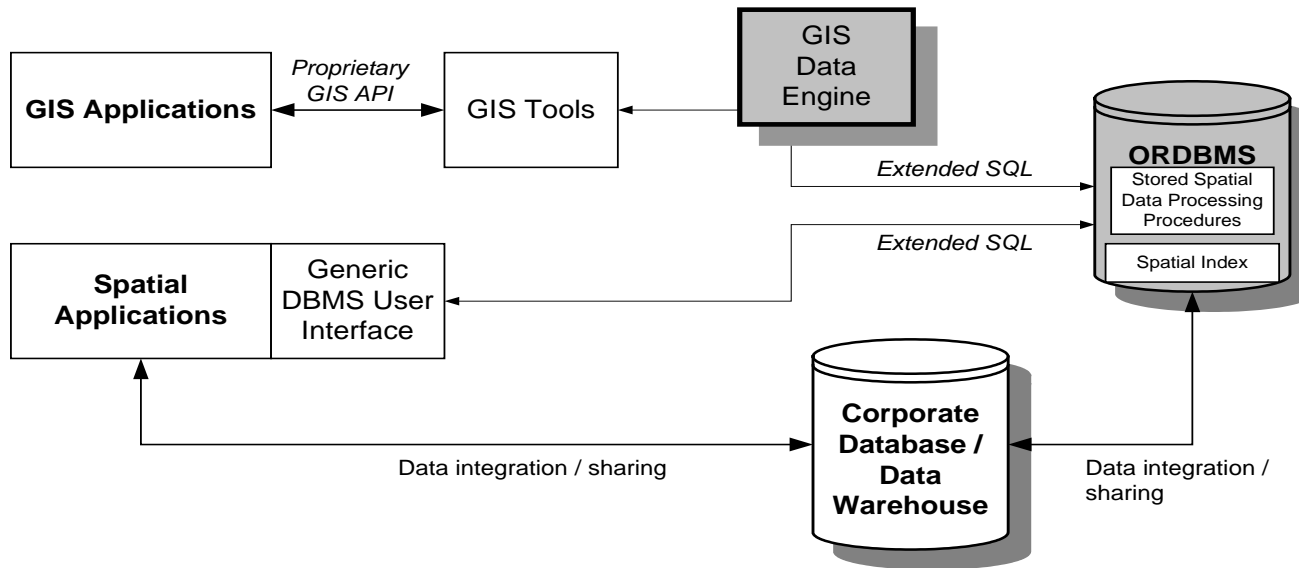 GIS Applications
Proprietary
GIS API
GIS Tools
GIS
Data
Engine
Extended SQL
ORDBMS
Stored Spatial
Data Processing
Procedures
Spatial Index
Extended SQL
Spatial
Applications
Generic
DBMS User
Interface
Corporate
Database /
Data
Warehouse
Data integration / sharing
Data integration /
sharing